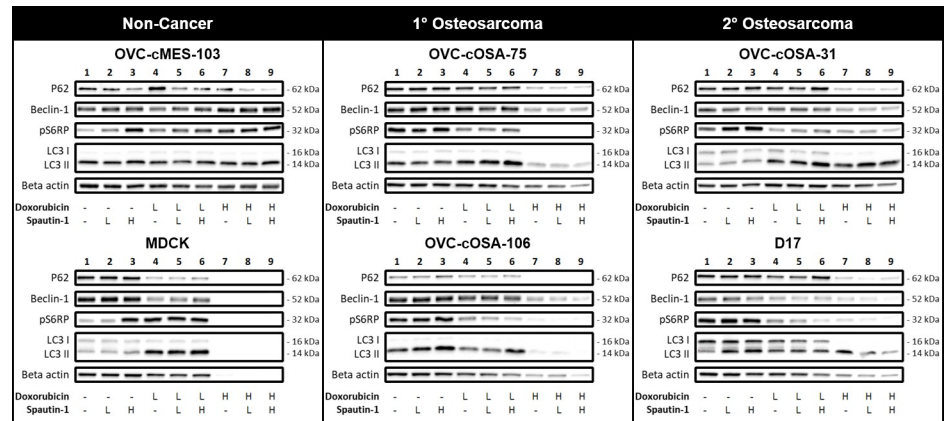 Non-Cancer 1° Osteosarcoma 2° Osteosarcoma
OVC-cMES-103
1 2 3 4 5 6 7 8 9
P62 - 62 kDa
Beclin-1 - 52 kDa
pS6RP - 32 kDa
LC3 I - 16 kDa
LC3 II - 14 kDa
Beta actin
Doxorubicin - - - L L L H H H
Spautin-1 - L H - L H - L H
MDCK
1 2 3 4 5 6 7 8 9
P62 - 62 kDa
Beclin-1 - 52 kDa
pS6RP - 32 kDa
LC3 I - 16 kDa
LC3 II - 14 kDa
Beta actin
Doxorubicin - - - L L L H H H
Spautin-1 - L H - L H - L H
OVC-cOSA-75
1 2 3 4 5 6 7 8 9
P62 - 62 kDa
Beclin-1 - 52 kDa
pS6RP - 32 kDa
LC3 I - 16 kDa
LC3 II - 14 kDa
Beta actin
Doxorubicin - - - L L L H H H
Spautin-1 - L H - L H - L H
OVC-cOSA-106
1 2 3 4 5 6 7 8 9
P62 - 62 kDa
Beclin-1 - 52 kDa
pS6RP - 32 kDa
LC3 I - 16 kDa
LC3 II - 14 kDa
Beta actin
Doxorubicin - - - L L L H H H
Spautin-1 - L H - L H - L H
OVC-cOSA-31
1 2 3 4 5 6 7 8 9
P62 - 62 kDa
Beclin-1 - 52 kDa
pS6RP - 32 kDa
LC3 I - 16 kDa
LC3 II - 14 kDa
Beta actin
Doxorubicin - - - L L L H H H
Spautin-1 - L H - L H - L H
D17
1 2 3 4 5 6 7 8 9
P62 - 62 kDa
Beclin-1 - 52 kDa
pS6RP - 32 kDa
LC3 I - 16 kDa
LC3 II - 14 kDa
Beta actin
Doxorubicin - - - L L L H H H
Spautin-1 - L H - L H - L H